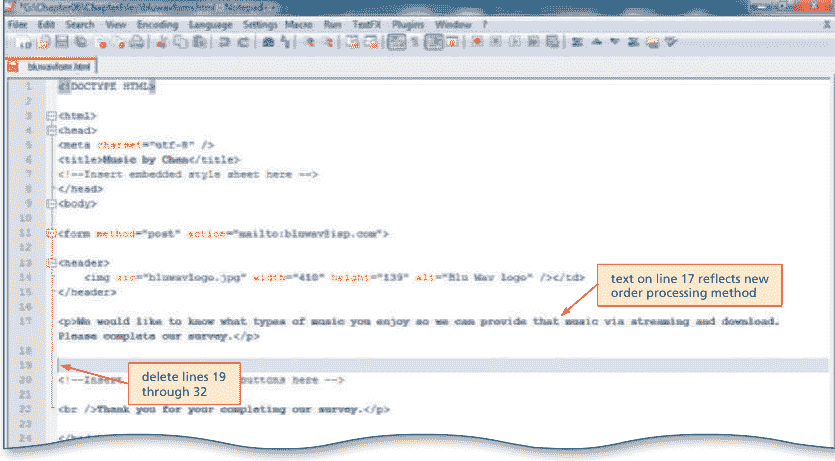 *G:\Chapter06\ChapterFiles\bluwavform.html - Notepad++
File Edit Search View Encoding Language Settings Macro Run TextFX Plugins Window ? X
bluwavform.html
1 <!DOCTYPE HTML>
2
3 <html>
4 <head>
5 <meta charset="utf-8" />
6 <title>Music by Chen</title>
7 <!--Insert embedded style sheet here -->
8 </head>
9 <body>
10
11 <form method="post" action="mailto:bluwav@isp.com">
12
13 <header>
14 <img src="bluwavlogo.jpg" width="410" height="139" alt="Blu Wav logo" /></td>
15 </header>
16
17 <p>We would like to know what types of music you enjoy so we can provide that music via streaming and download.
Please complete our survey.</p>
18
19
20 <!--Insert buttons here -->
21
22 <br />Thank you for your completing our survey.</p>
23
24
text on line 17 reflects new
order processing method
delete lines 19
through 32